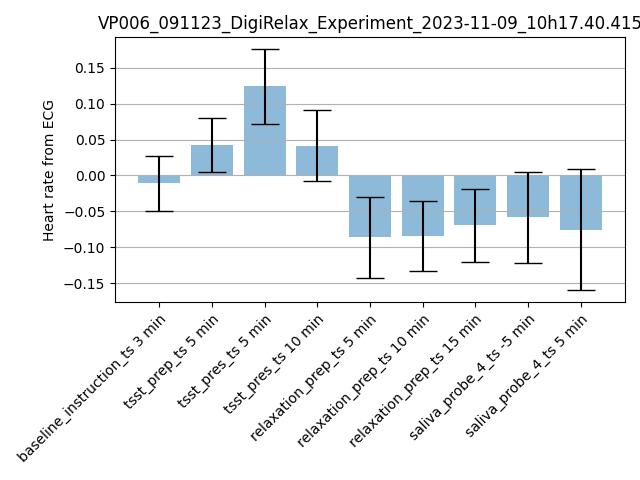 VP006_091123_DigiRelax_Experiment_2023-11-09_10h17.40.415
Heart rate from ECG
0.15
0.10
0.05
0.00
−0.05
−0.10
−0.15
baseline_instruction_ts 3 min
tsst_prep_ts 5 min
tsst_pres_ts 5 min
tsst_pres_ts 10 min
relaxation_prep_ts 5 min
relaxation_prep_ts 10 min
relaxation_prep_ts 15 min
saliva_probe_4_ts -5 min
saliva_probe_4_ts 5 min